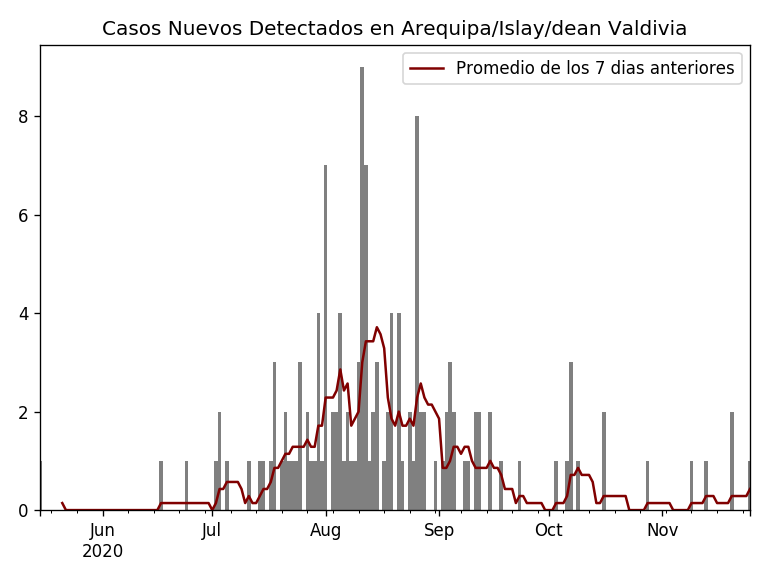 Casos Nuevos Detectados en Arequipa/Islay/dean Valdivia
Promedio de los 7 dias anteriores
8
6
4
2
0
Jun Jul Aug Sep Oct Nov
2020